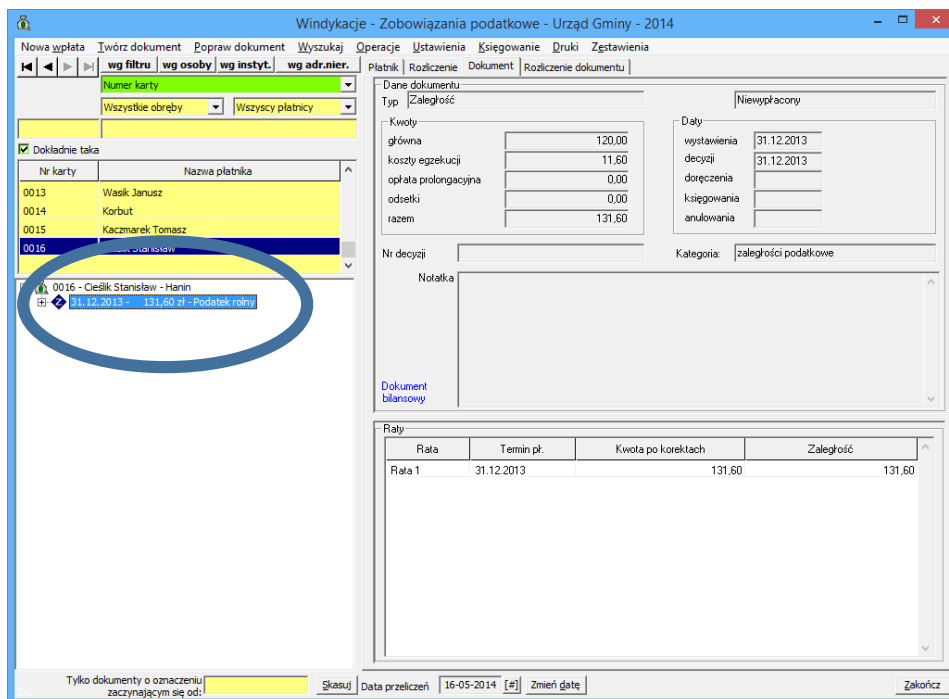 Windykacje - Zobowiązania podatkowe - Urząd Gminy - 2014
Nowa wpłata Twórz dokument Popraw dokument Wyszukaj Operacje Ustawienia Księgowanie Druki Zestawienia
wg filtru wg osoby wg instyt. wg adr.nier.
Numer karty
Wszystkie obręby Wszyscy płatnicy
Dokładnie taka
Nr karty Nazwa płatnika
0013 Wasik Janusz
0014 Korbut
0015 Kaczmarek Tomasz
0016 Cieślik Stanisław
0016 - Cieślik Stanisław - Hanin
Z 31.12.2013 - 131,60 zł - Podatek rolny
Tylko dokumenty o oznaczeniu
zaczynającym się od:
Skasuj
Płatnik Rozliczenie Dokument Rozliczenie dokumentu
Dane dokumentu
Typ Zaległość Niewypłacony
Kwoty
główna 120,00
koszty egzekucji 11,60
opłata prolongacyjna 0,00
odsetki 0,00
razem 131,60
Daty
wystawienia 31.12.2013
decyzji 31.12.2013
doręczenia
księgowania
anulowania
Nr decyzji
Kategoria: zaległości podatkowe
Notatka
Dokument
bilansowy
Raty
Rata Termin pł. Kwota po korektach Zaległość
Rata 1 31.12.2013 131,60 131,60
Data przeliczeń 16-05-2014 [#] Zmień datę
Zakończ